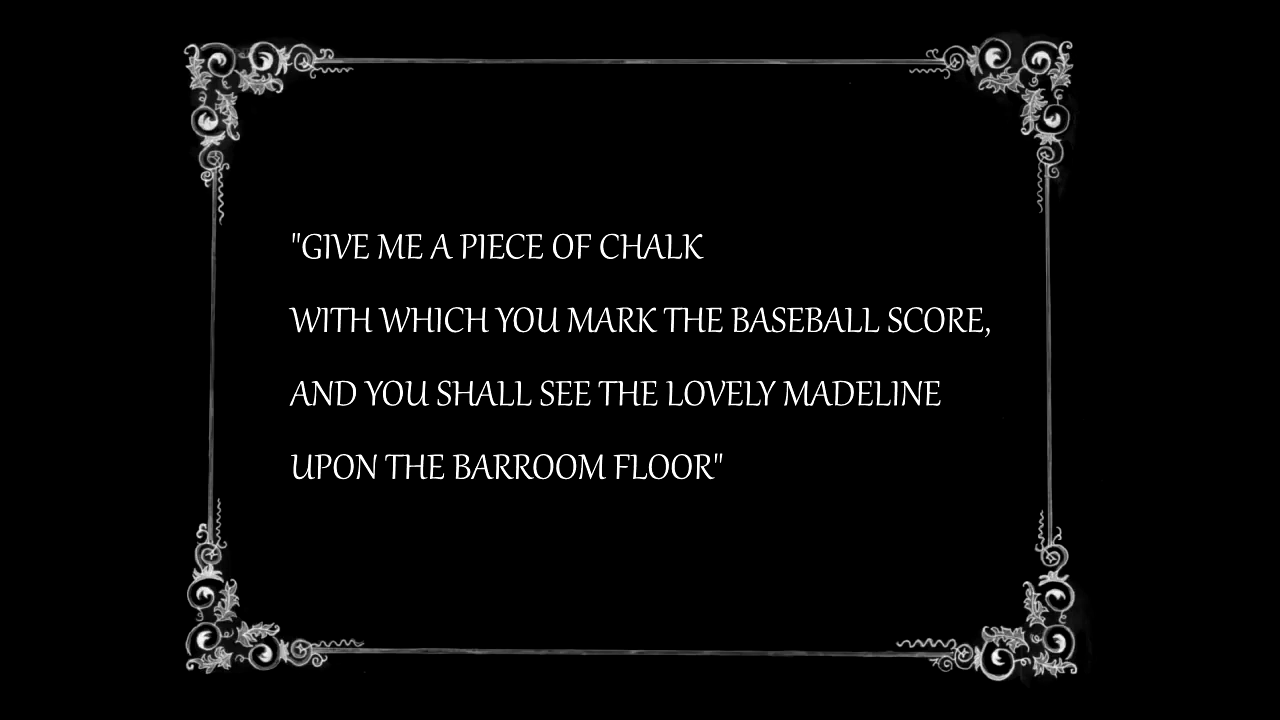 "GIVE ME A PIECE OF CHALK
WITH WHICH YOU MARK THE BASEBALL SCORE,
AND YOU SHALL SEE THE LOVELY MADELINE
UPON THE BARROOM FLOOR"